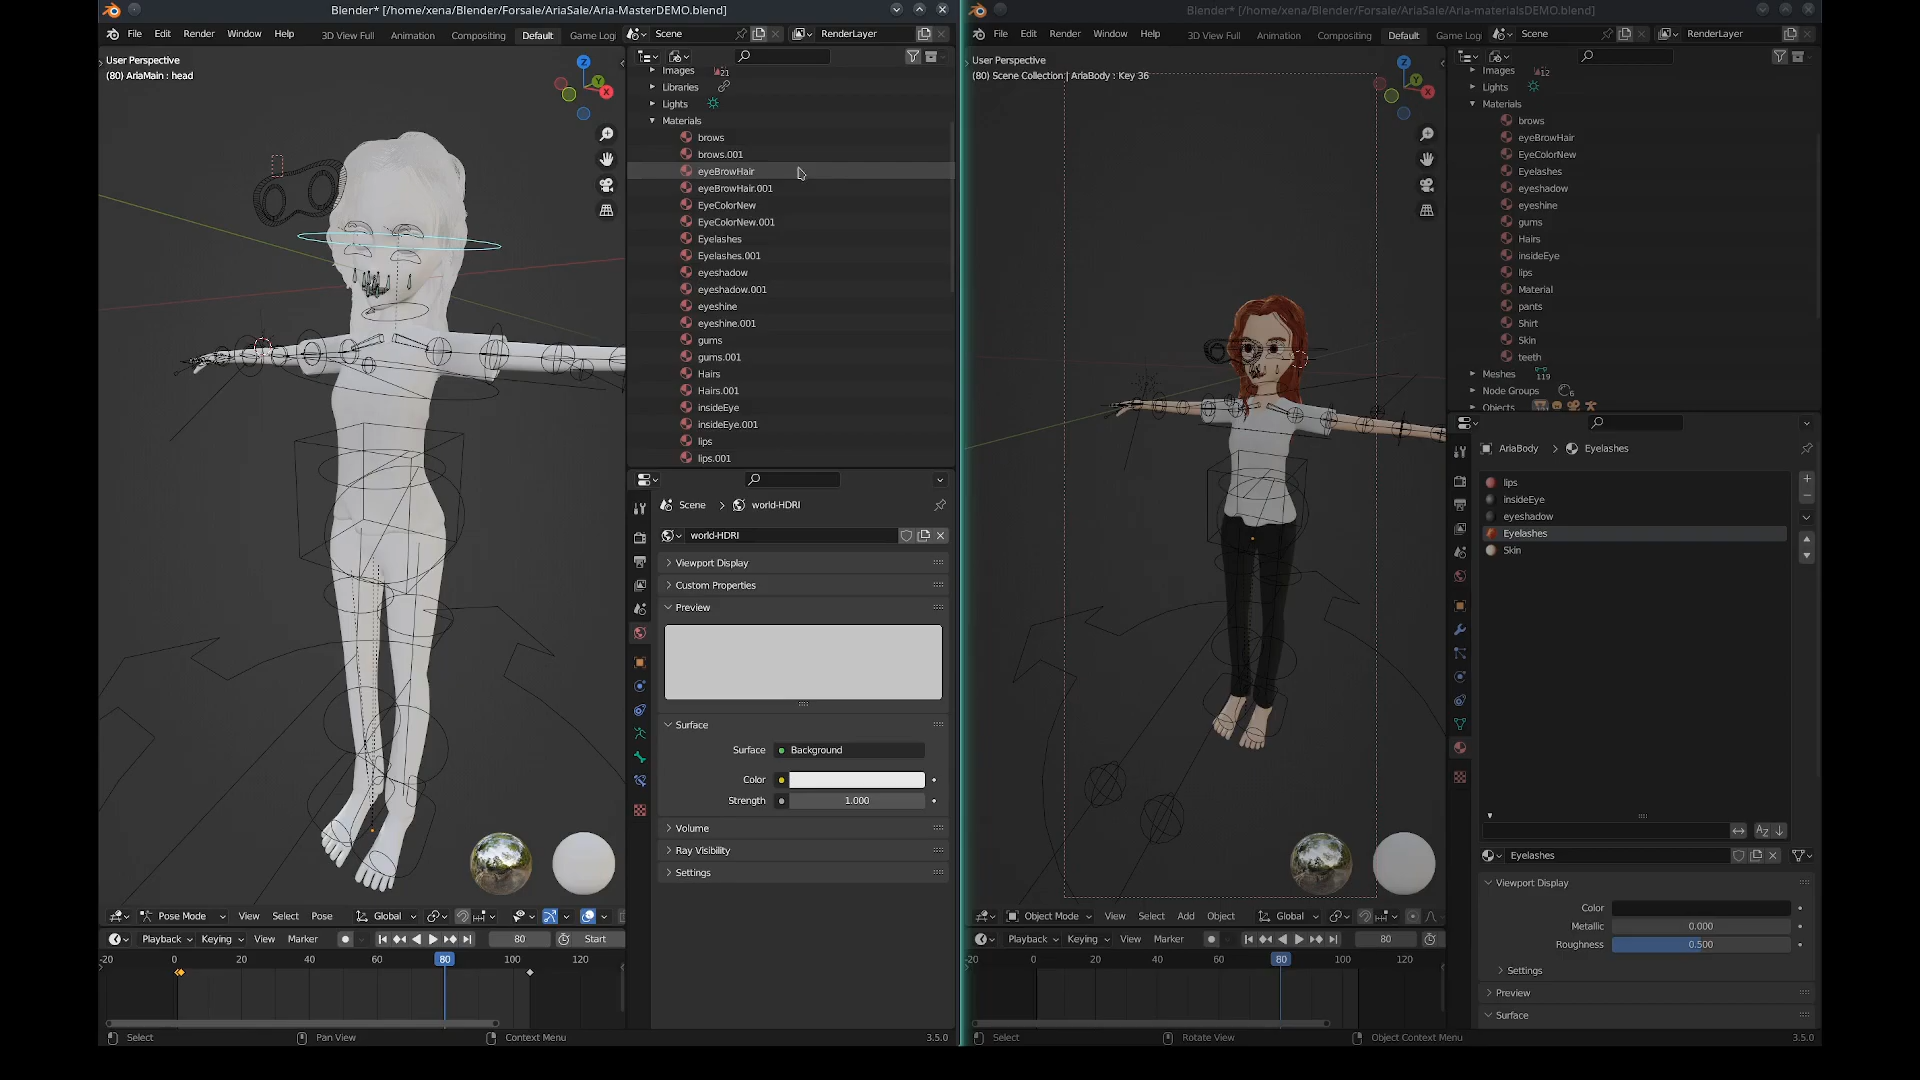 Blender* [/home/xena/Blender/Forsale/AriaSale/Aria-MasterDEMO.blend]
File Edit Render Window Help 3D View Full Animation Compositing Default Game Logi Scene RenderLayer
User Perspective
(80) AriaMain : head
Images 21
Libraries
Lights
Materials
brows
brows.001
eyeBrowHair
eyeBrowHair.001
EyeColorNew
EyeColorNew.001
Eyelashes
Eyelashes.001
eyeshadow
eyeshadow.001
eyeshine
eyeshine.001
gums
gums.001
Hairs
Hairs.001
insideEye
insideEye.001
lips
lips.001
Scene > world-HDRI
world-HDRI
Viewport Display
Custom Properties
Preview
Surface
Surface Background
Color
Strength 1.000
Volume
Ray Visibility
Settings
Z
Y
X
Pose Mode View Select Pose Global
Playback Keying View Marker 80 Start
-20 0 20 40 60 80 100 120
Select Pan View Context Menu 3.5.0
Blender* [/home/xena/Blender/Forsale/AriaSale/Aria-materialsDEMO.blend]
File Edit Render Window Help 3D View Full Animation Compositing Default Game Log Scene RenderLayer
User Perspective
(80) Scene Collection | AriaBody : Key 36
Z
Y
X
Images 12
Lights
Materials
brows
eyeBrowHair
EyeColorNew
Eyelashes
eyeshadow
eyeshine
gums
Hairs
insideEye
lips
Material
pants
Shirt
Skin
teeth
Meshes 119
Node Groups 6
Objects
AriaBody > Eyelashes
lips
insideEye
eyeshadow
Eyelashes
Skin
Eyelashes
Viewport Display
Color
Metallic 0.000
Roughness 0.500
Settings
Preview
Surface
Object Mode View Select Add Object Global
Playback Keying View Marker 80
-20 0 20 40 60 80 100 120
Select Rotate View Object Context Menu 3.5.0